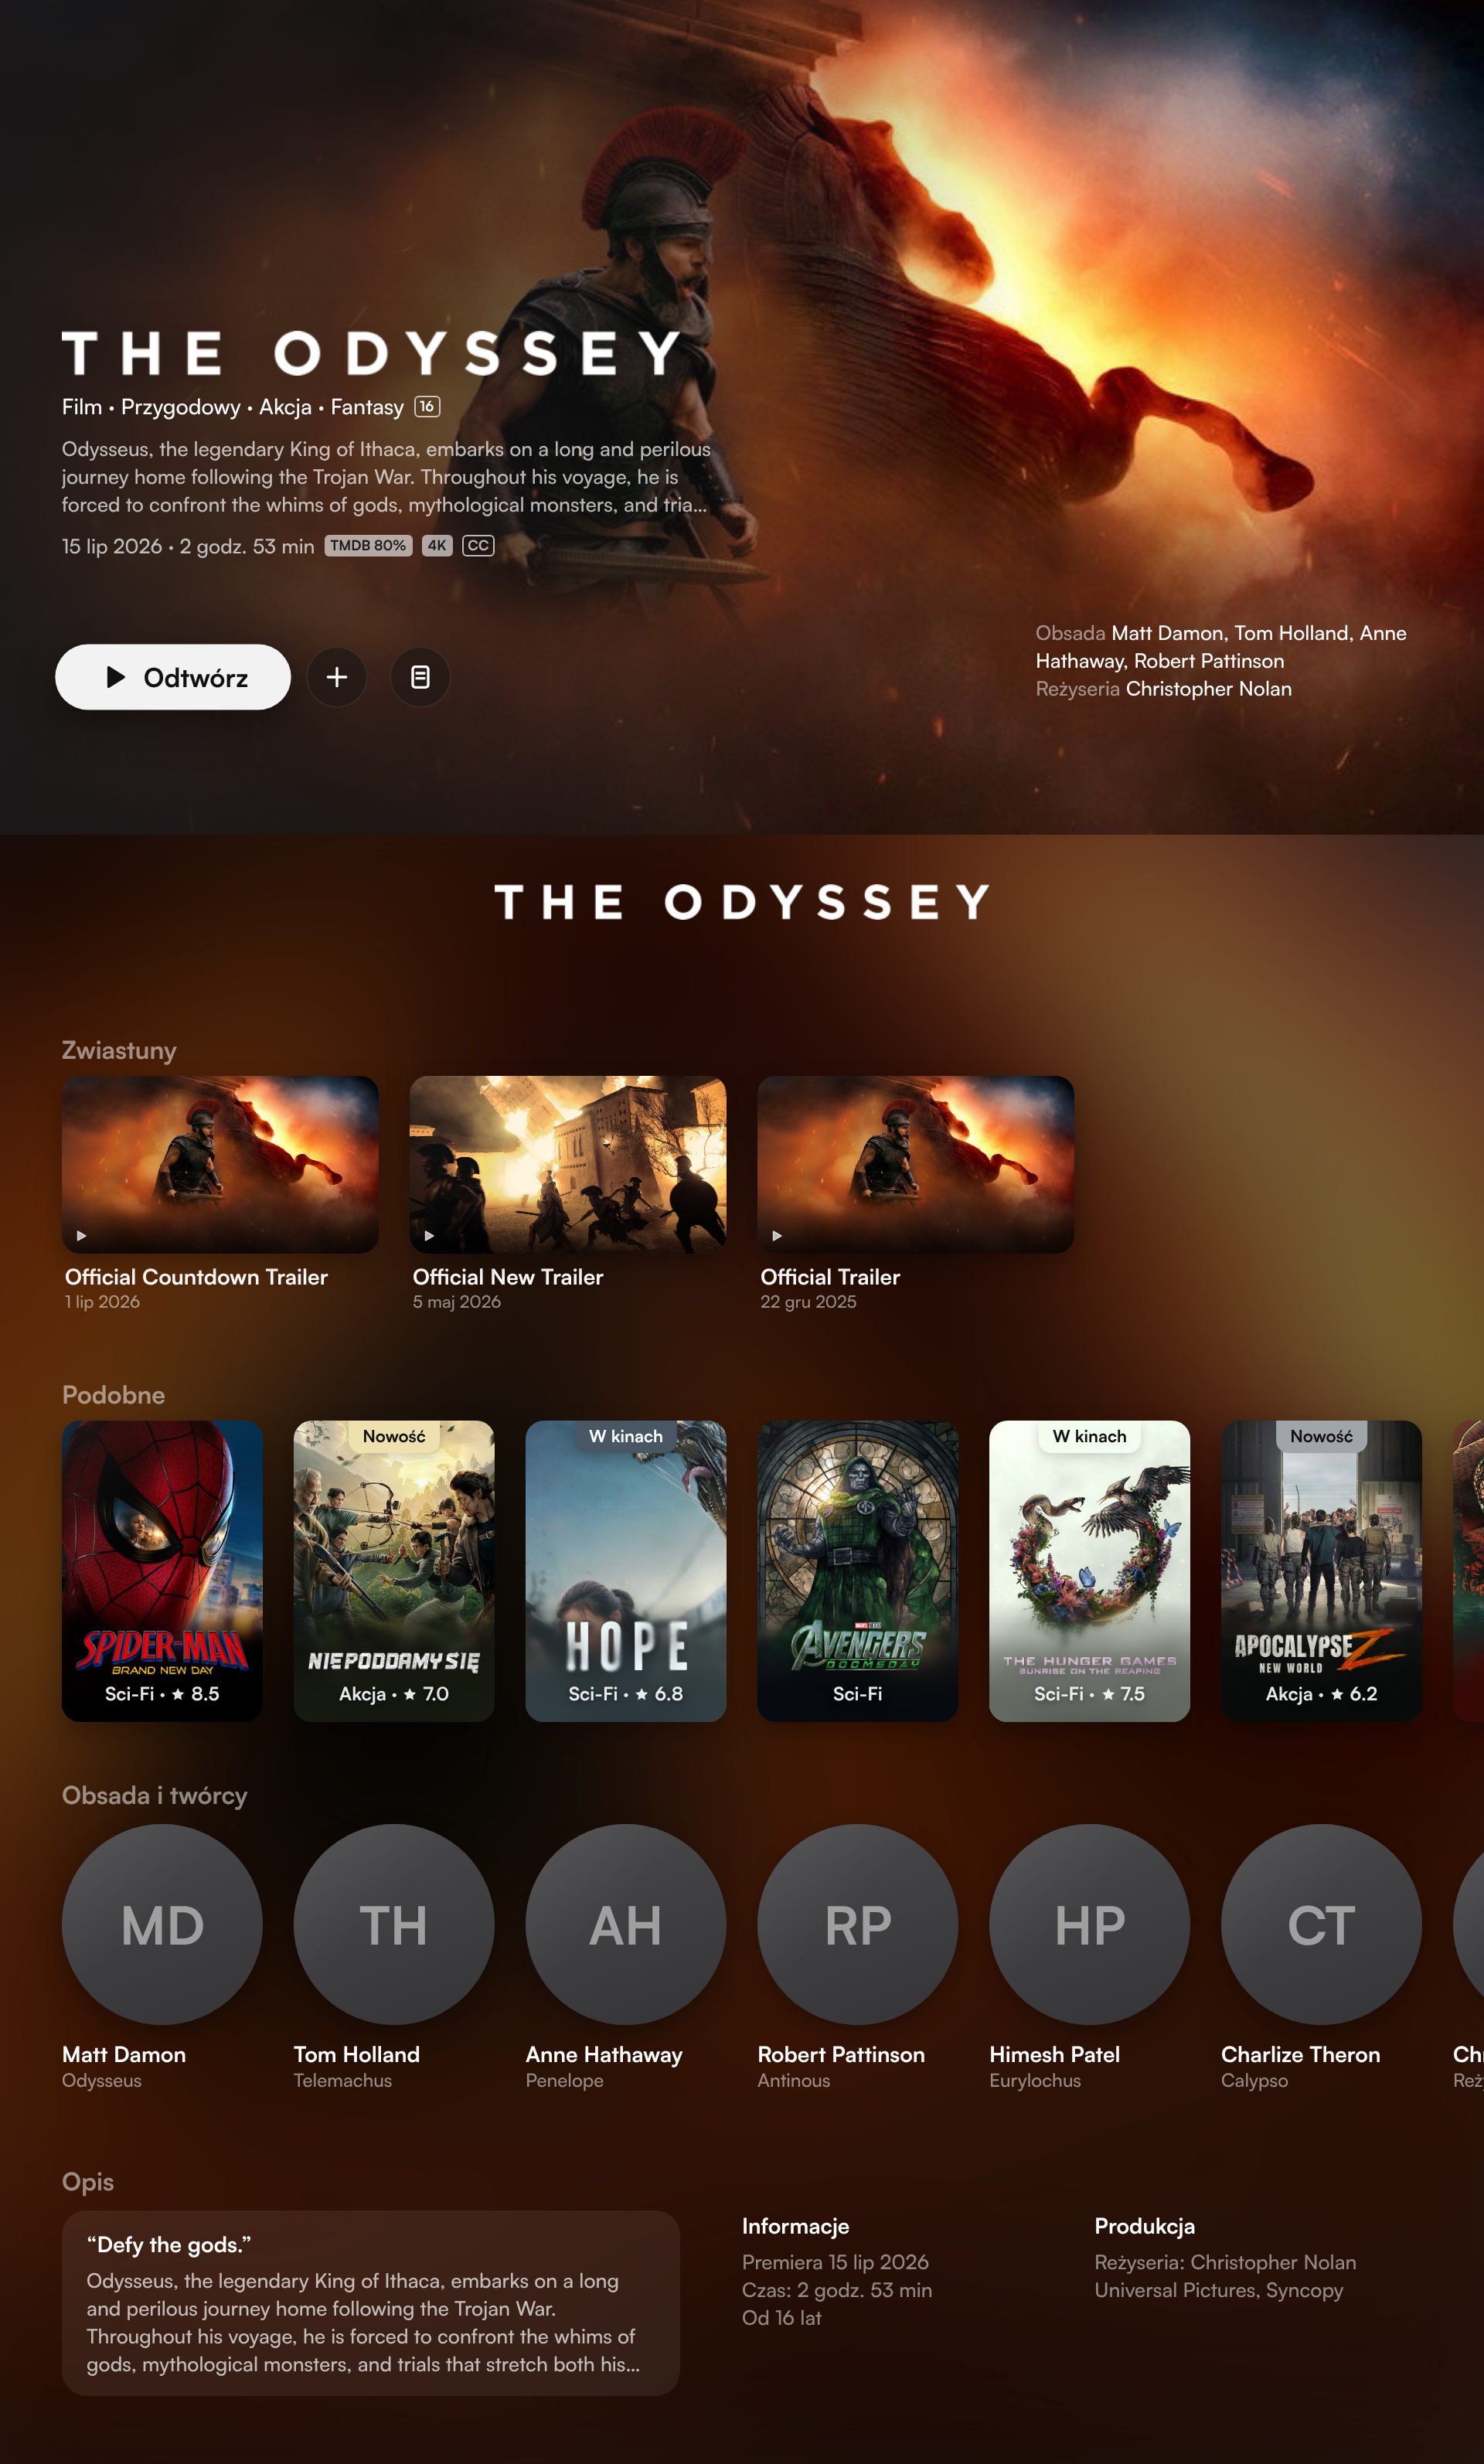 THE ODYSSEY
Film · Przygodowy · Akcja · Fantasy 16
Odysseus, the legendary King of Ithaca, embarks on a long and perilous
journey home following the Trojan War. Throughout his voyage, he is
forced to confront the whims of gods, mythological monsters, and tria...
15 lip 2026 · 2 godz. 53 min TMDB 80% 4K CC
Odtwórz
Obsada Matt Damon, Tom Holland, Anne
Hathaway, Robert Pattinson
Reżyseria Christopher Nolan
THE ODYSSEY
Zwiastuny
Official Countdown Trailer
1 lip 2026
Official New Trailer
5 maj 2026
Official Trailer
22 gru 2025
Podobne
SPIDER-MAN
BRAND NEW DAY
Sci-Fi · ★ 8.5
Nowość
NIE PODDAMY SIĘ
Akcja · ★ 7.0
W kinach
HOPE
Sci-Fi · ★ 6.8
MARVEL STUDIOS
AVENGERS
DOOMSDAY
Sci-Fi
W kinach
THE HUNGER GAMES
SUNRISE ON THE REAPING
Sci-Fi · ★ 7.5
Nowość
APOCALYPSE Z
NEW WORLD
Akcja · ★ 6.2
Obsada i twórcy
MD
Matt Damon
Odysseus
TH
Tom Holland
Telemachus
AH
Anne Hathaway
Penelope
RP
Robert Pattinson
Antinous
HP
Himesh Patel
Eurylochus
CT
Charlize Theron
Calypso
Opis
“Defy the gods.”
Odysseus, the legendary King of Ithaca, embarks on a long
and perilous journey home following the Trojan War.
Throughout his voyage, he is forced to confront the whims of
gods, mythological monsters, and trials that stretch both his...
Informacje
Premiera 15 lip 2026
Czas: 2 godz. 53 min
Od 16 lat
Produkcja
Reżyseria: Christopher Nolan
Universal Pictures, Syncopy